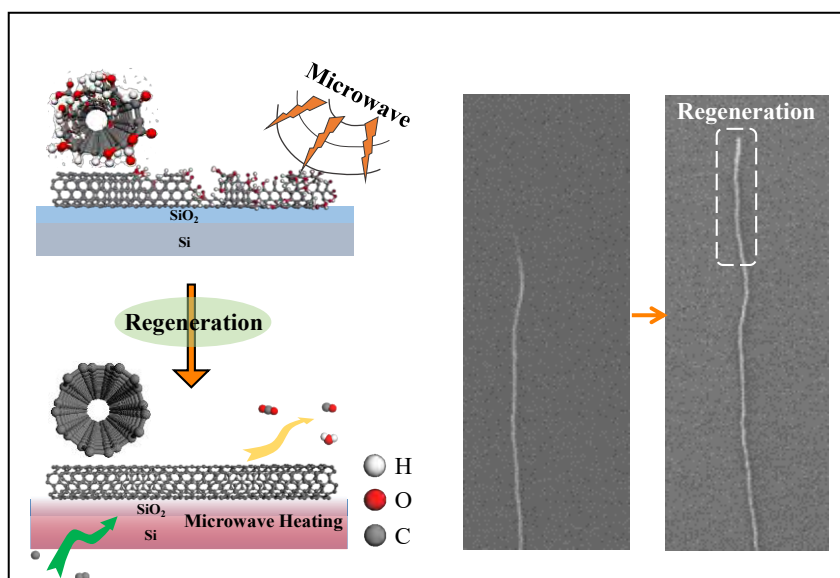 Microwave
SiO₂
Si
Regeneration
SiO₂
Microwave Heating
Si
H
O
C
Regeneration